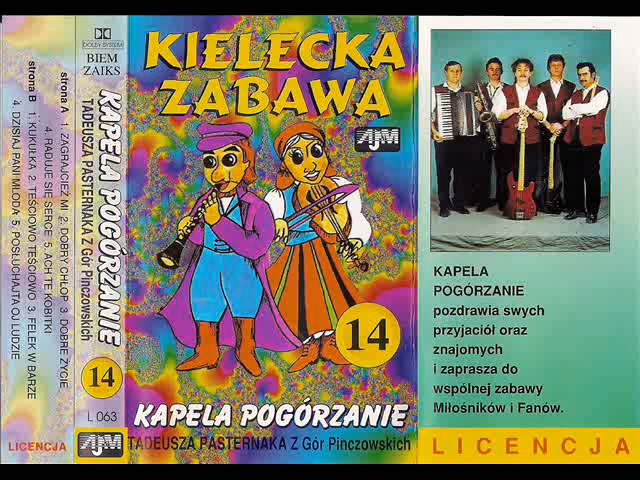 DOLBY SYSTEM
BIEM
ZAIKS
strona A 1. ZAGRAJCIEŻ MI 2. DOBRY CHŁOP 3. DOBRE ŻYCIE
4. RADUJE SIĘ SERCE 5. ACH TE KOBITKI
strona B 1. KUKUŁKA 2. TEŚCIOWO TEŚCIOWO 3. FELEK W BARZE
4. DZISIAJ PANI MŁODA 5. POSŁUCHAJTA OJ LUDZIE
LICENCJA
KAPELA POGÓRZANIE
TADEUSZA PASTERNAKA Z Gór Pinczowskich
14
L 063
AJM
KIELECKA
ZABAWA
AJM
14
KAPELA POGÓRZANIE
TADEUSZA PASTERNAKA Z Gór Pinczowskich
KAPELA
POGÓRZANIE
pozdrawia swych
przyjaciół oraz
znajomych
i zaprasza do
wspólnej zabawy
Miłośników i Fanów.
LICENCJA